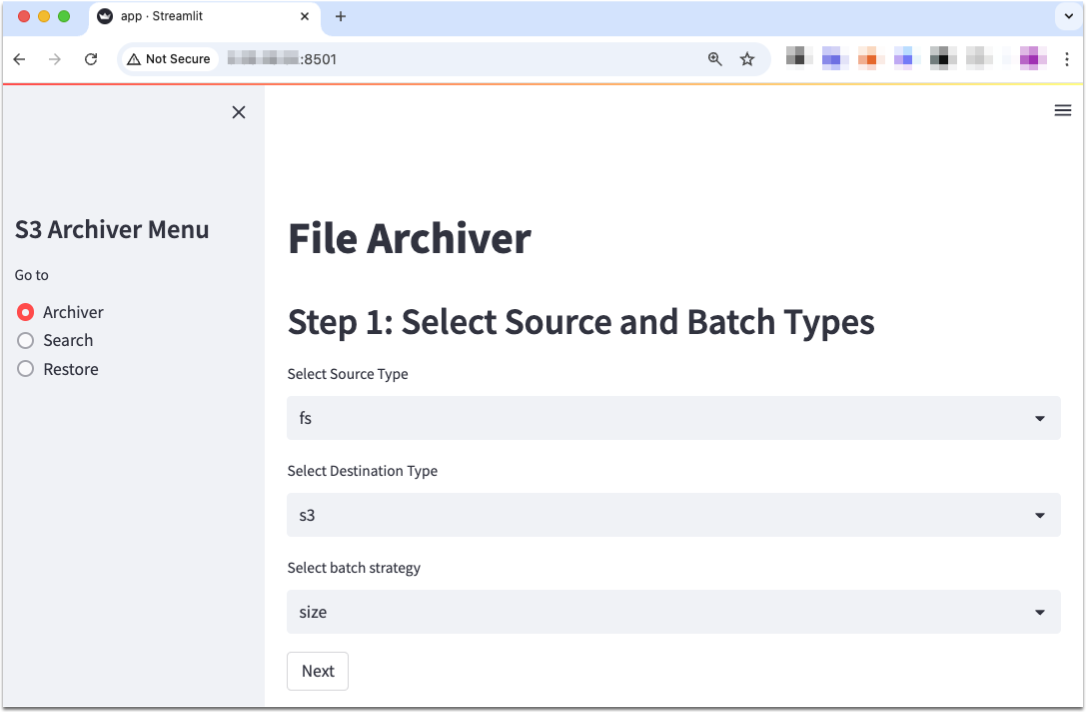 app · Streamlit
Not Secure
:8501
S3 Archiver Menu
Go to
Archiver
Search
Restore
File Archiver
Step 1: Select Source and Batch Types
Select Source Type
fs
Select Destination Type
s3
Select batch strategy
size
Next